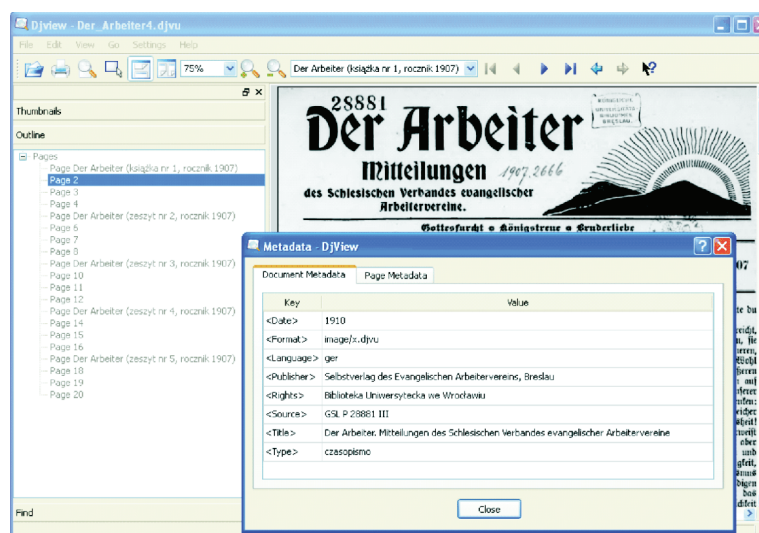 Djview - Der_Arbeiter4.djvu
File Edit View Go Settings Help
75% Der Arbeiter (książka nr 1, rocznik 1907)
Thumbnails
Outline
Pages
Page Der Arbeiter (książka nr 1, rocznik 1907)
Page 2
Page 3
Page 4
Page Der Arbeiter (zeszyt nr 2, rocznik 1907)
Page 6
Page 7
Page 8
Page Der Arbeiter (zeszyt nr 3, rocznik 1907)
Page 10
Page 11
Page 12
Page Der Arbeiter (zeszyt nr 4, rocznik 1907)
Page 14
Page 15
Page 16
Page Der Arbeiter (zeszyt nr 5, rocznik 1907)
Page 18
Page 19
Page 20
Find
28881
Der Arbeiter
Mitteilungen 1907.2666
des Schlesischen Verbandes evangelischer
Arbeitervereine.
Gottesfurcht o Königstreue o Bruderliebe
07
Metadata - DjView
Document Metadata Page Metadata
Key Value
<Date> 1910
<Format> image/x.djvu
<Language> ger
<Publisher> Selbstverlag des Evangelischen Arbeitervereins, Breslau
<Rights> Biblioteka Uniwersytecka we Wrocławiu
<Source> GSL P 28881 III
<Title> Der Arbeiter. Mitteilungen des Schlesischen Verbandes evangelischer Arbeitervereine
<Type> czasopismo
Close